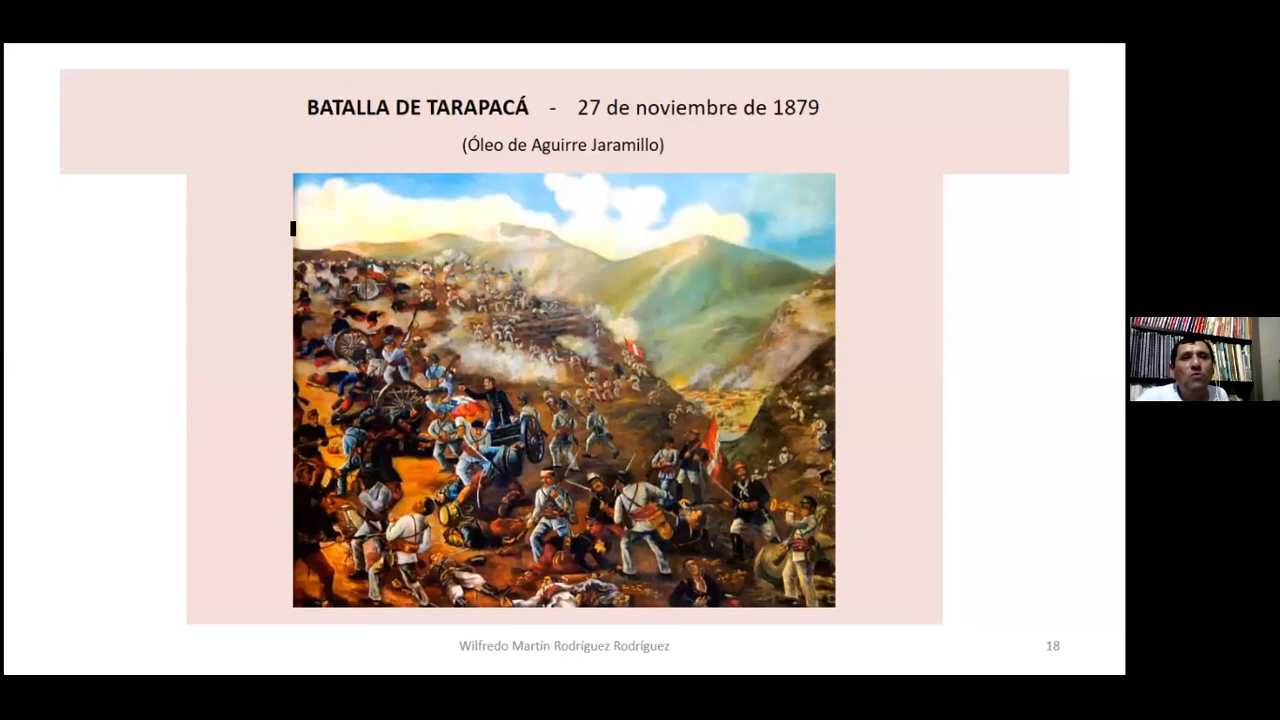 BATALLA DE TARAPACÁ - 27 de noviembre de 1879
(Óleo de Aguirre Jaramillo)
Wilfredo Martín Rodríguez Rodríguez
18